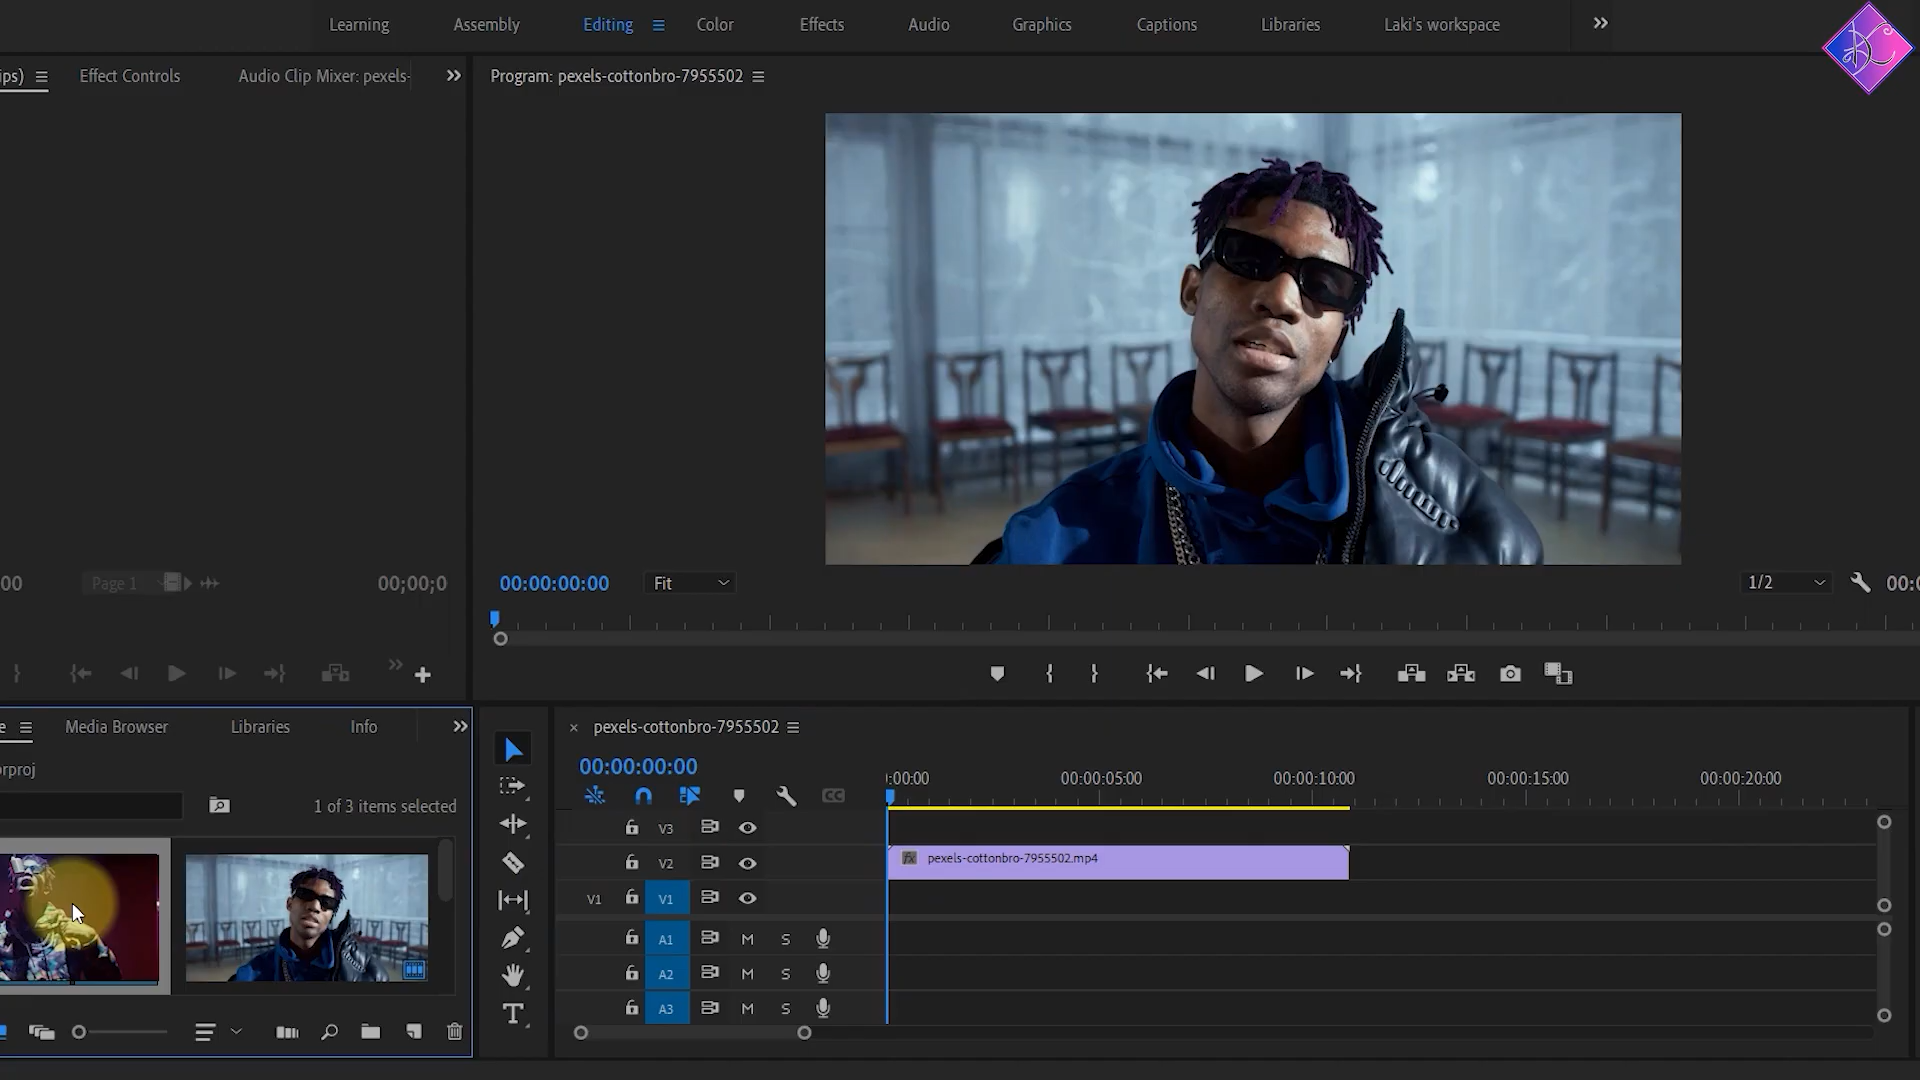 Learning Assembly Editing Color Effects Audio Graphics Captions Libraries Laki's workspace
ips) Effect Controls Audio Clip Mixer: pexels- Program: pexels-cottonbro-7955502
00 Page 1 00;00;0 00:00:00:00 Fit 1/2 00:0
e Media Browser Libraries Info
rproj
1 of 3 items selected
× pexels-cottonbro-7955502
00:00:00:00
:00:00 00:00:05:00 00:00:10:00 00:00:15:00 00:00:20:00
CC
V3
V2 fx pexels-cottonbro-7955502.mp4
V1 V1
A1 M S
A2 M S
A3 M S
T